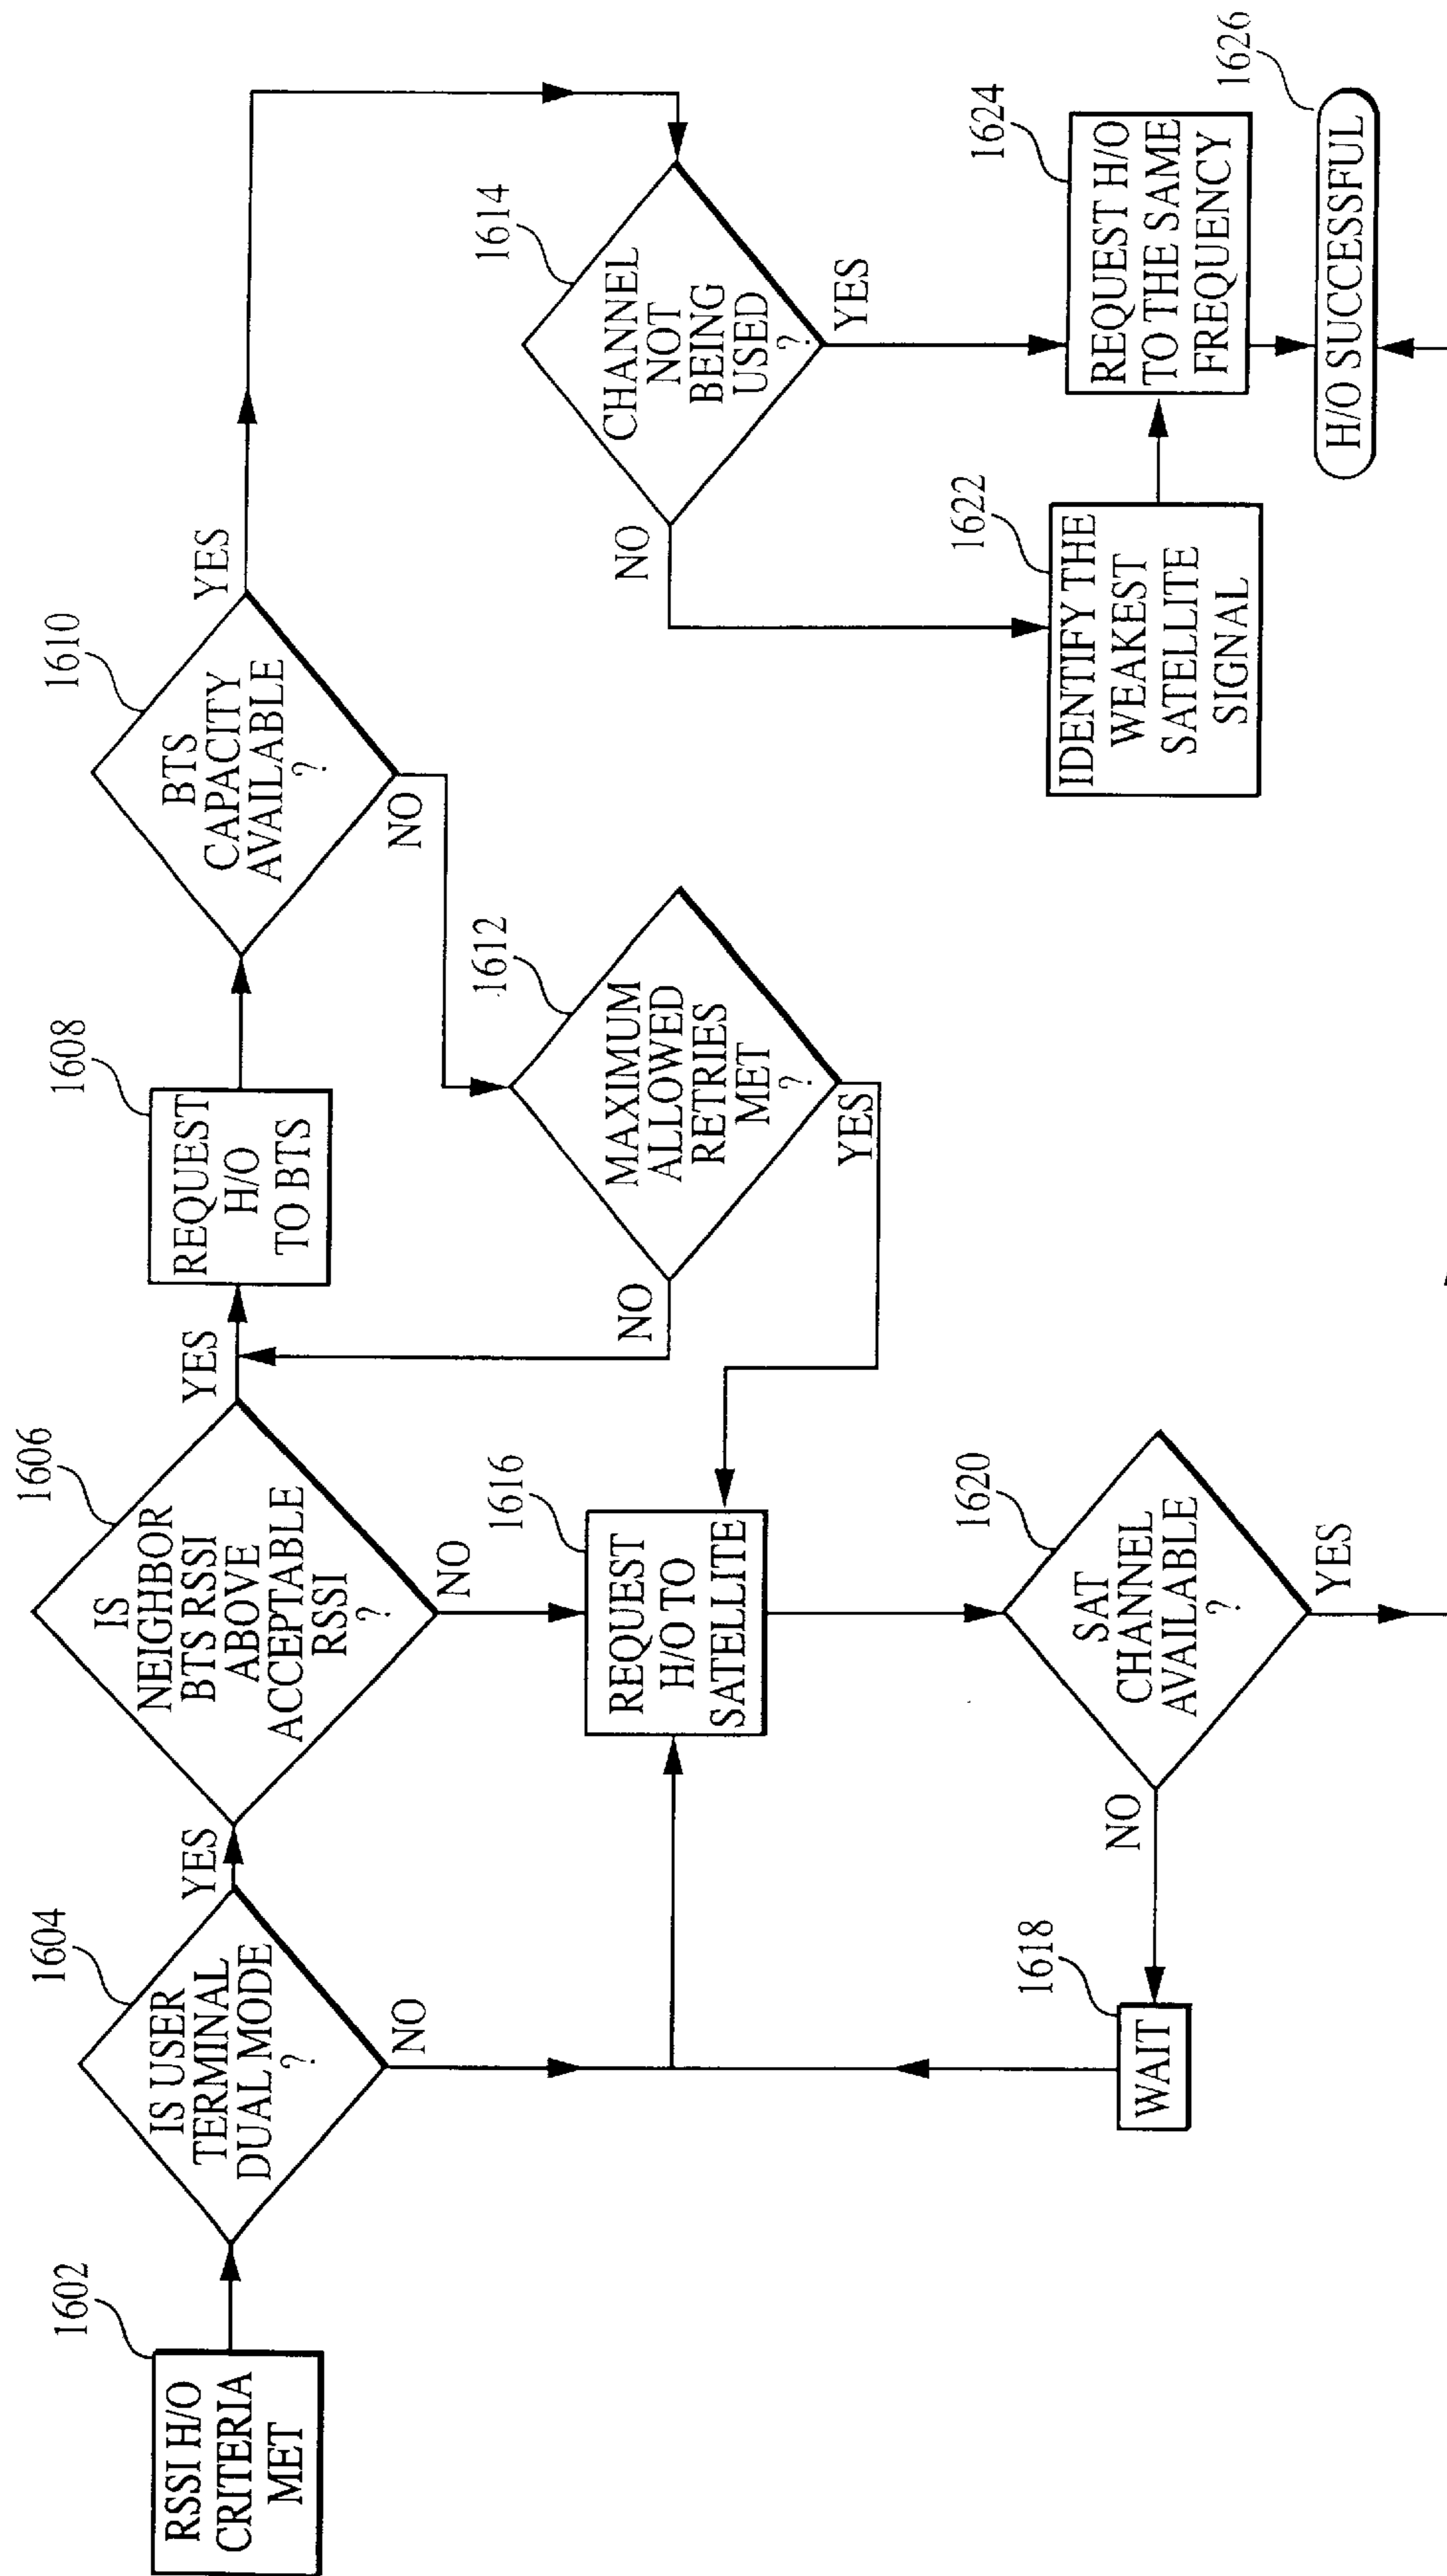 1602
RSSI H/O
CRITERIA
MET
1604
IS USER
TERMINAL
DUAL MODE
?
YES
NO
1606
IS
NEIGHBOR
BTS RSSI
ABOVE
ACCEPTABLE
RSSI
?
YES
NO
1608
REQUEST
H/O
TO BTS
1610
BTS
CAPACITY
AVAILABLE
?
YES
NO
1612
MAXIMUM
ALLOWED
RETRIES
MET
?
NO
YES
1614
CHANNEL
NOT
BEING
USED
?
NO
YES
1616
REQUEST
H/O TO
SATELLITE
1618
WAIT
1620
SAT
CHANNEL
AVAILABLE
?
NO
YES
1622
IDENTIFY THE
WEAKEST
SATELLITE
SIGNAL
1624
REQUEST H/O
TO THE SAME
FREQUENCY
1626
H/O SUCCESSFUL